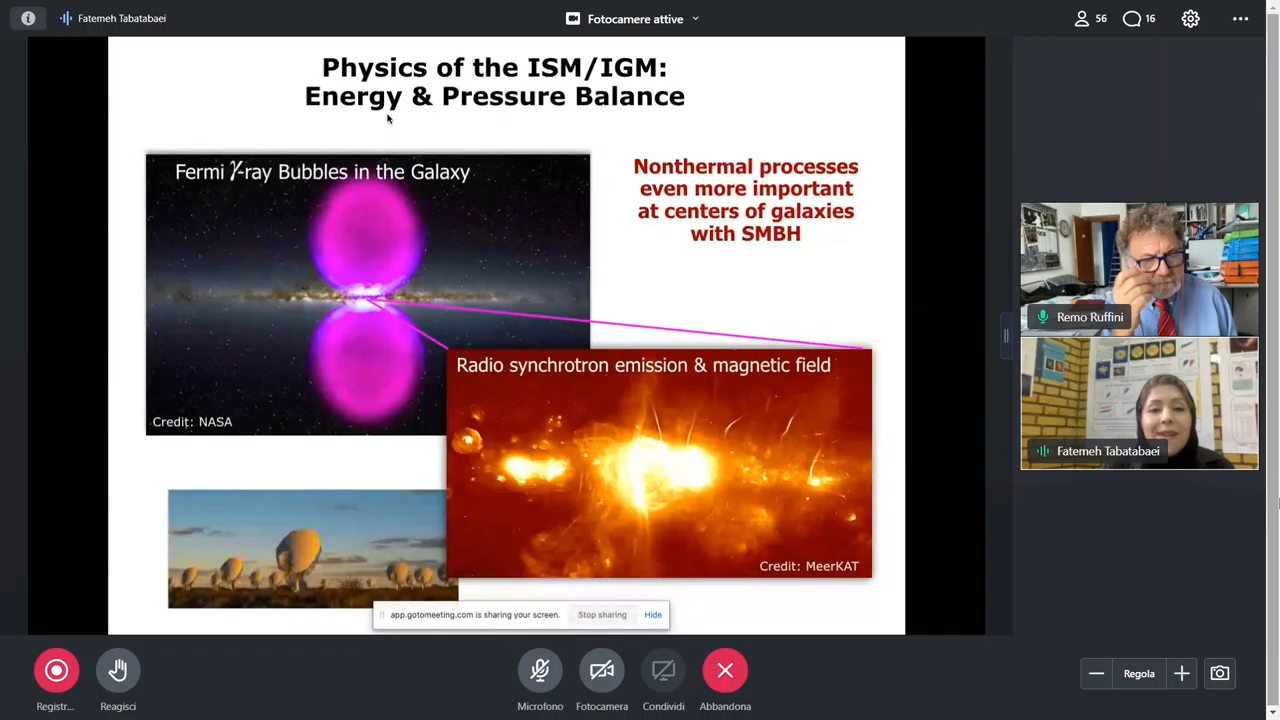 Fatemeh Tabatabaei
Fotocamere attive
56
16
Physics of the ISM/IGM:
Energy & Pressure Balance
Fermi γ-ray Bubbles in the Galaxy
Credit: NASA
Nonthermal processes
even more important
at centers of galaxies
with SMBH
Radio synchrotron emission & magnetic field
Credit: MeerKAT
app.gotomeeting.com is sharing your screen.
Stop sharing
Hide
Remo Ruffini
Fatemeh Tabatabaei
Registr...
Reagisci
Microfono
Fotocamera
Condividi
Abbandona
Regola